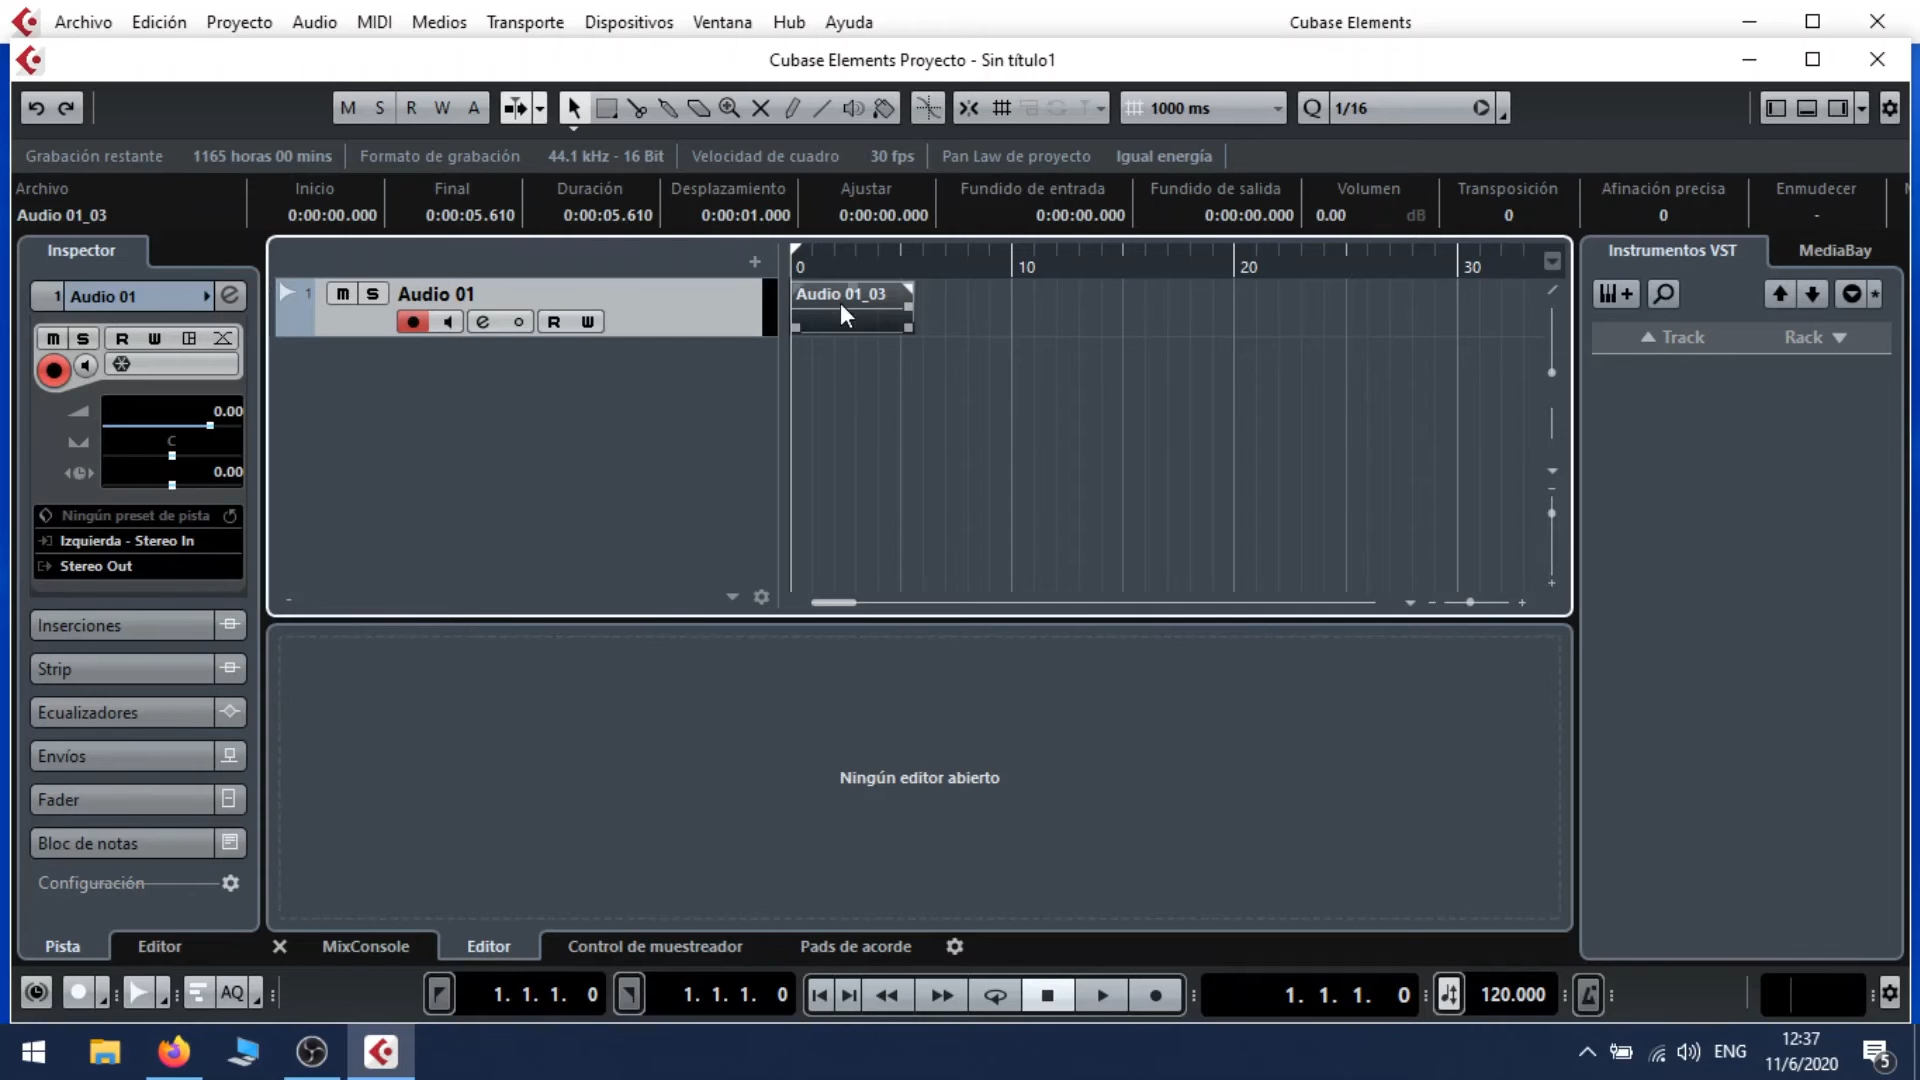 Archivo Edición Proyecto Audio MIDI Medios Transporte Dispositivos Ventana Hub Ayuda Cubase Elements
Cubase Elements Proyecto - Sin título1
M S R W A 1000 ms Q 1/16
Grabación restante 1165 horas 00 mins Formato de grabación 44.1 kHz - 16 Bit Velocidad de cuadro 30 fps Pan Law de proyecto Igual energía
Archivo Inicio Final Duración Desplazamiento Ajustar Fundido de entrada Fundido de salida Volumen Transposición Afinación precisa Enmudecer
Audio 01_03 0:00:00.000 0:00:05.610 0:00:05.610 0:00:01.000 0:00:00.000 0:00:00.000 0:00:00.000 0.00 dB 0 0 -
Inspector
1 Audio 01
m S R W
0.00
C
0.00
Ningún preset de pista
Izquierda - Stereo In
Stereo Out
Inserciones
Strip
Ecualizadores
Envíos
Fader
Bloc de notas
Configuración
Pista Editor
0 10 20 30
1 m S Audio 01
e R W
Audio 01_03
Ningún editor abierto
MixConsole Editor Control de muestreador Pads de acorde
Instrumentos VST MediaBay
Track Rack
AQ 1. 1. 1. 0 1. 1. 1. 0 1. 1. 1. 0 120.000
ENG
12:37
11/6/2020
5